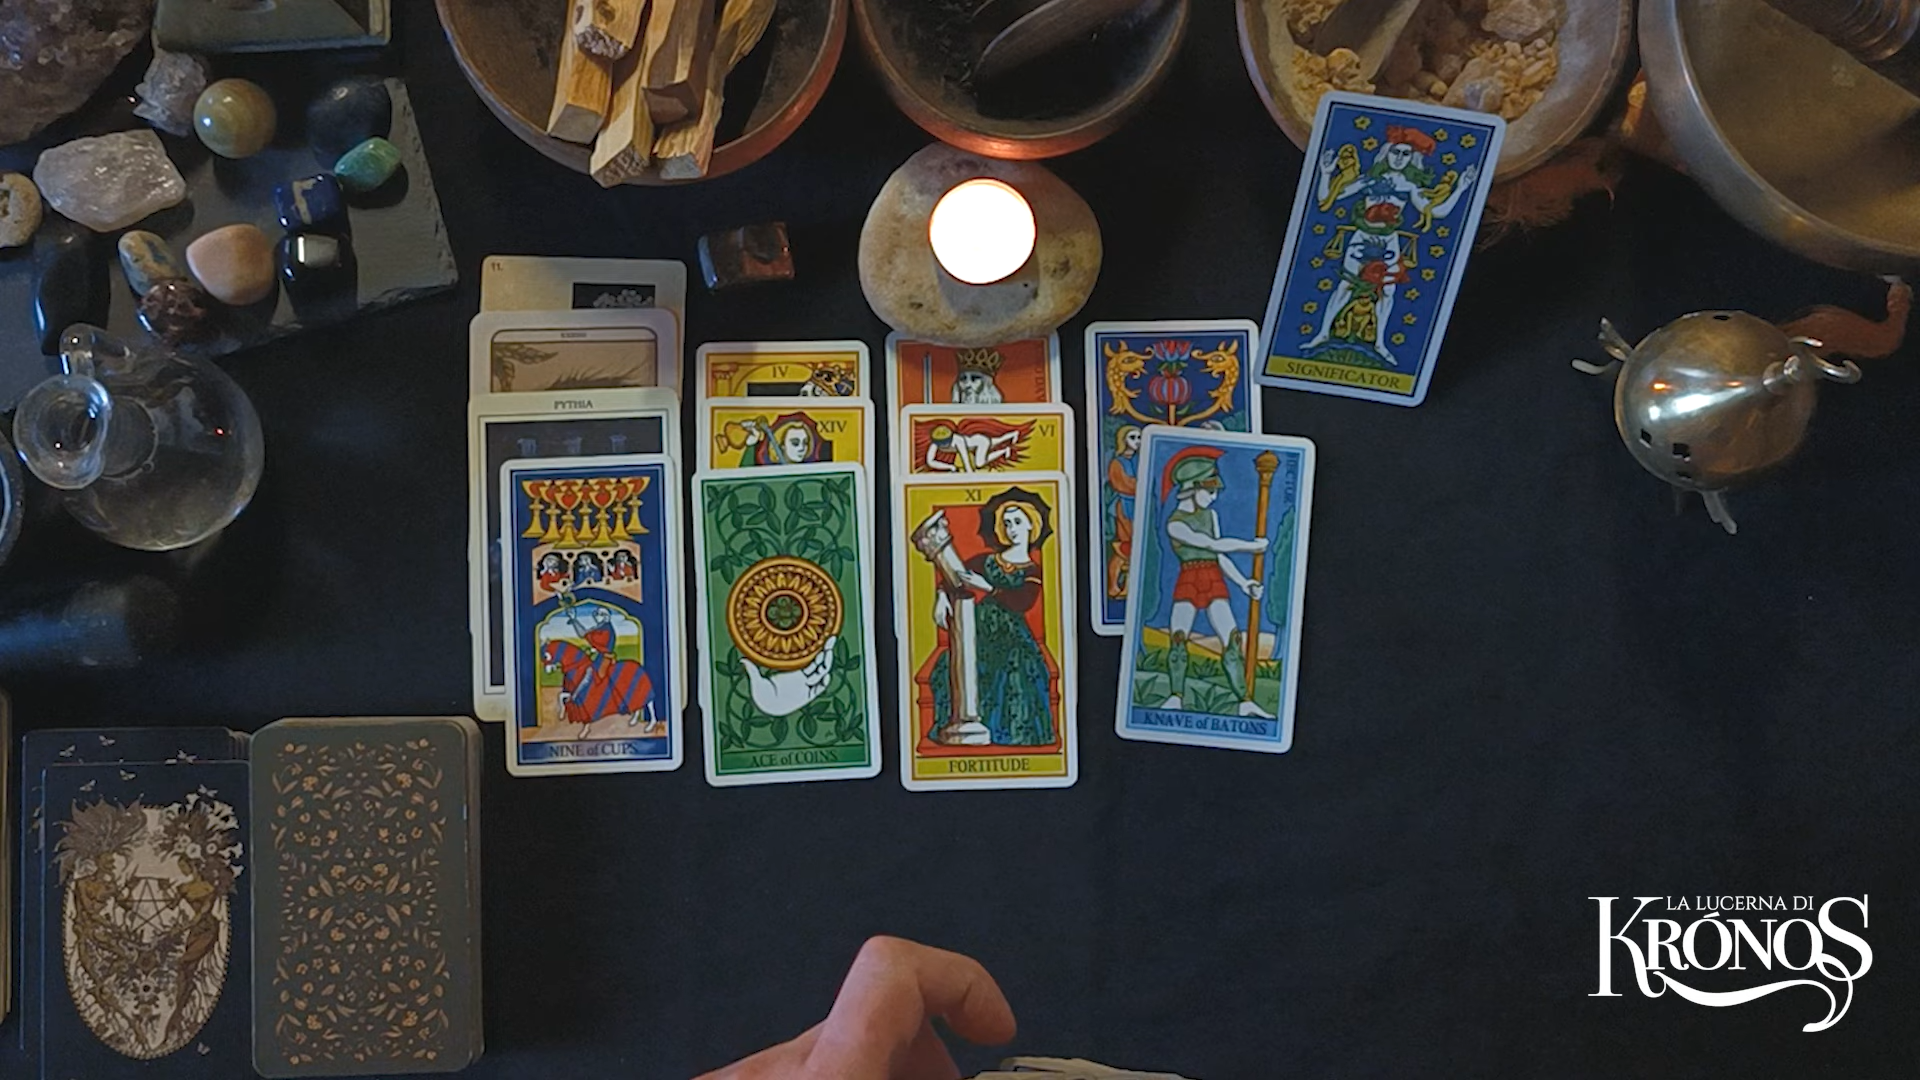 SIGNIFICATOR
11.
PYTHIA
IV
XIV
VI
XI
NINE of CUPS
ACE of COINS
FORTITUDE
KNAVE of BATONS
LA LUCERNA DI
KRÓNOS